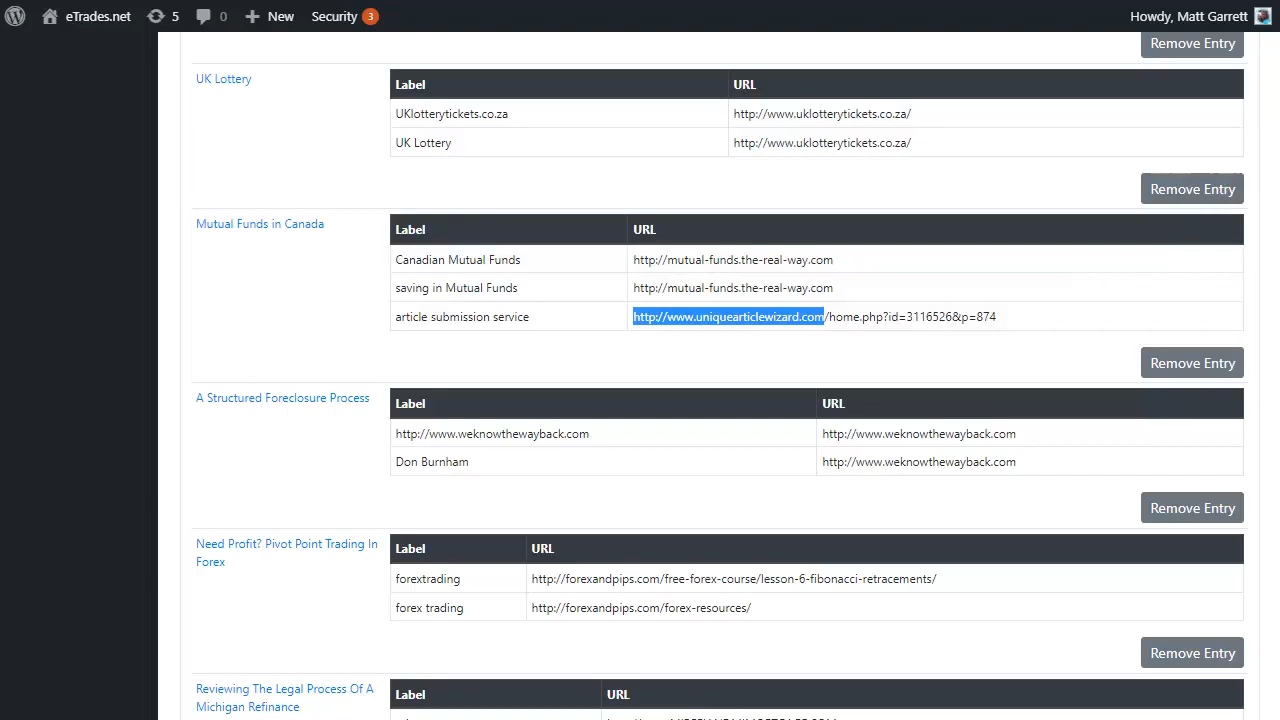 eTrades.net 5 0 New Security 3 Howdy, Matt Garrett
Remove Entry
UK Lottery
Label URL
UKlotterytickets.co.za http://www.uklotterytickets.co.za/
UK Lottery http://www.uklotterytickets.co.za/
Remove Entry
Mutual Funds in Canada
Label URL
Canadian Mutual Funds http://mutual-funds.the-real-way.com
saving in Mutual Funds http://mutual-funds.the-real-way.com
article submission service http://www.uniquearticlewizard.com/home.php?id=3116526&p=874
Remove Entry
A Structured Foreclosure Process
Label URL
http://www.weknowthewayback.com http://www.weknowthewayback.com
Don Burnham http://www.weknowthewayback.com
Remove Entry
Need Profit? Pivot Point Trading In
Forex
Label URL
forextrading http://forexandpips.com/free-forex-course/lesson-6-fibonacci-retracements/
forex trading http://forexandpips.com/forex-resources/
Remove Entry
Reviewing The Legal Process Of A
Michigan Refinance
Label URL